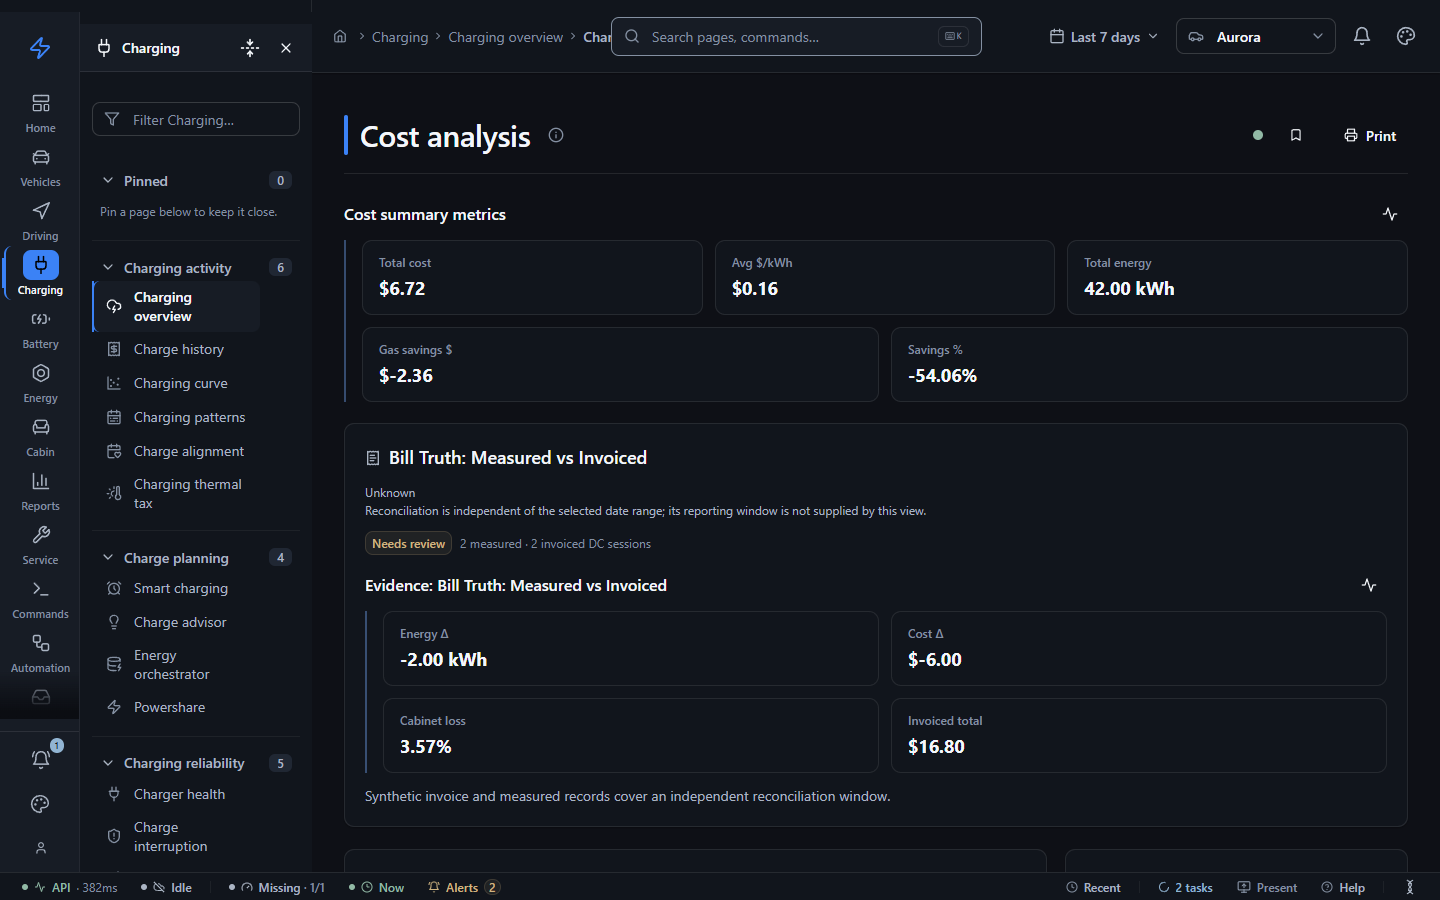 Charging
Charging
Charging overview
Char
Search pages, commands...
K
Last 7 days
Aurora
Home
Vehicles
Driving
Charging
Battery
Energy
Cabin
Reports
Service
Commands
Automation
1
Filter Charging...
Pinned
0
Pin a page below to keep it close.
Charging activity
6
Charging
overview
Charge history
Charging curve
Charging patterns
Charge alignment
Charging thermal
tax
Charge planning
4
Smart charging
Charge advisor
Energy
orchestrator
Powershare
Charging reliability
5
Charger health
Charge
interruption
Cost analysis
Print
Cost summary metrics
Total cost
$6.72
Avg $/kWh
$0.16
Total energy
42.00 kWh
Gas savings $
$-2.36
Savings %
-54.06%
Bill Truth: Measured vs Invoiced
Unknown
Reconciliation is independent of the selected date range; its reporting window is not supplied by this view.
Needs review
2 measured · 2 invoiced DC sessions
Evidence: Bill Truth: Measured vs Invoiced
Energy Δ
-2.00 kWh
Cost Δ
$-6.00
Cabinet loss
3.57%
Invoiced total
$16.80
Synthetic invoice and measured records cover an independent reconciliation window.
API · 382ms
Idle
Missing · 1/1
Now
Alerts 2
Recent
2 tasks
Present
Help